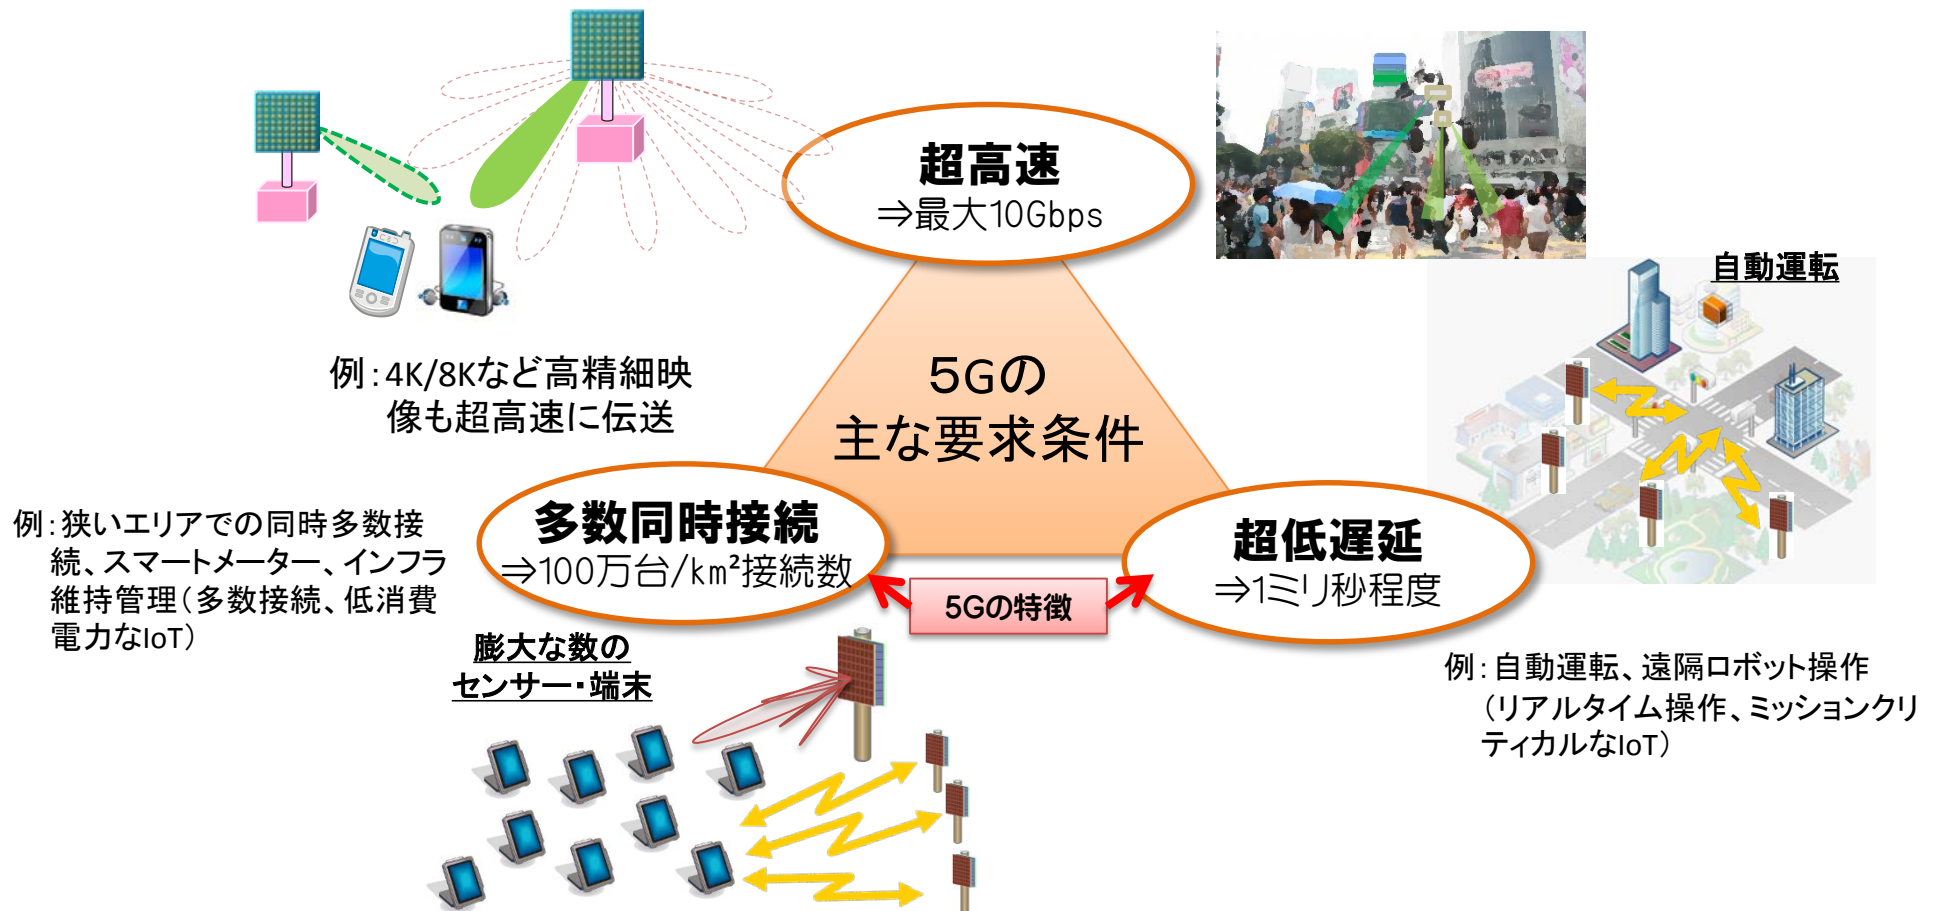 超高速
⇒最大10Gbps
自動運転
例：4K/8Kなど高精細映
像も超高速に伝送
5Gの
主な要求条件
多数同時接続
⇒100万台/km²接続数
例：狭いエリアでの同時多数接
続、スマートメーター、インフラ
維持管理（多数接続、低消費
電力なIoT）
超低遅延
⇒1ミリ秒程度
5Gの特徴
膨大な数の
センサー・端末
例：自動運転、遠隔ロボット操作
（リアルタイム操作、ミッションクリ
ティカルなIoT）